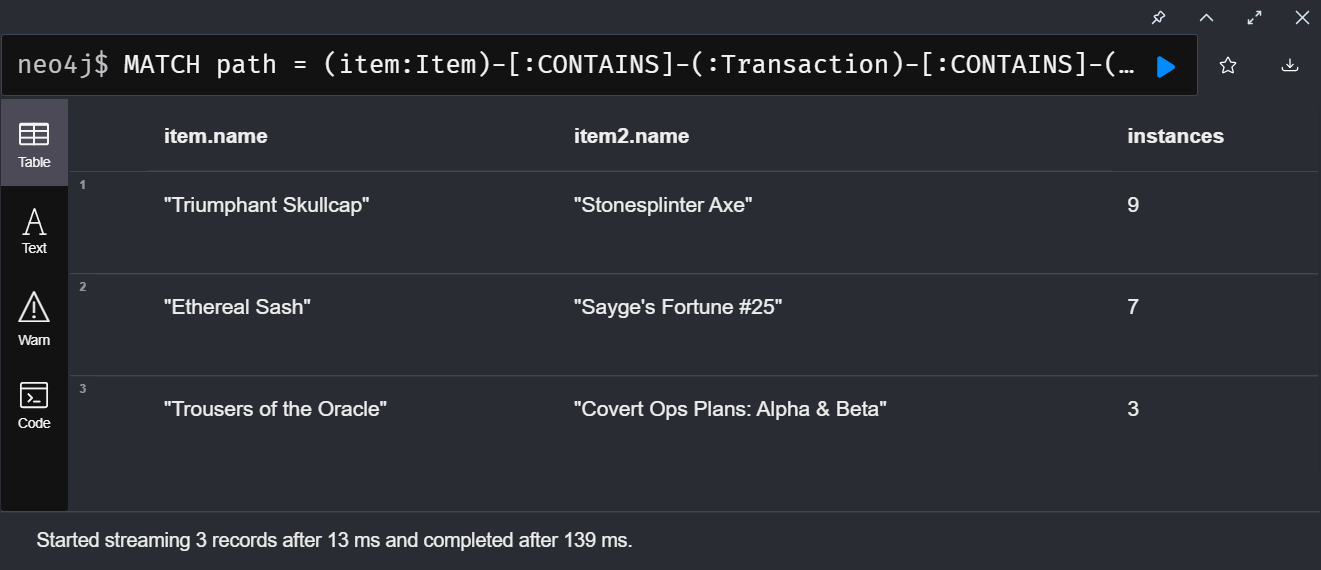 neo4j$ MATCH path = (item:Item)-[:CONTAINS]-(:Transaction)-[:CONTAINS]-(…
Table
Text
Warn
Code
item.name item2.name instances
1 "Triumphant Skullcap" "Stonesplinter Axe" 9
2 "Ethereal Sash" "Sayge's Fortune #25" 7
3 "Trousers of the Oracle" "Covert Ops Plans: Alpha & Beta" 3
Started streaming 3 records after 13 ms and completed after 139 ms.